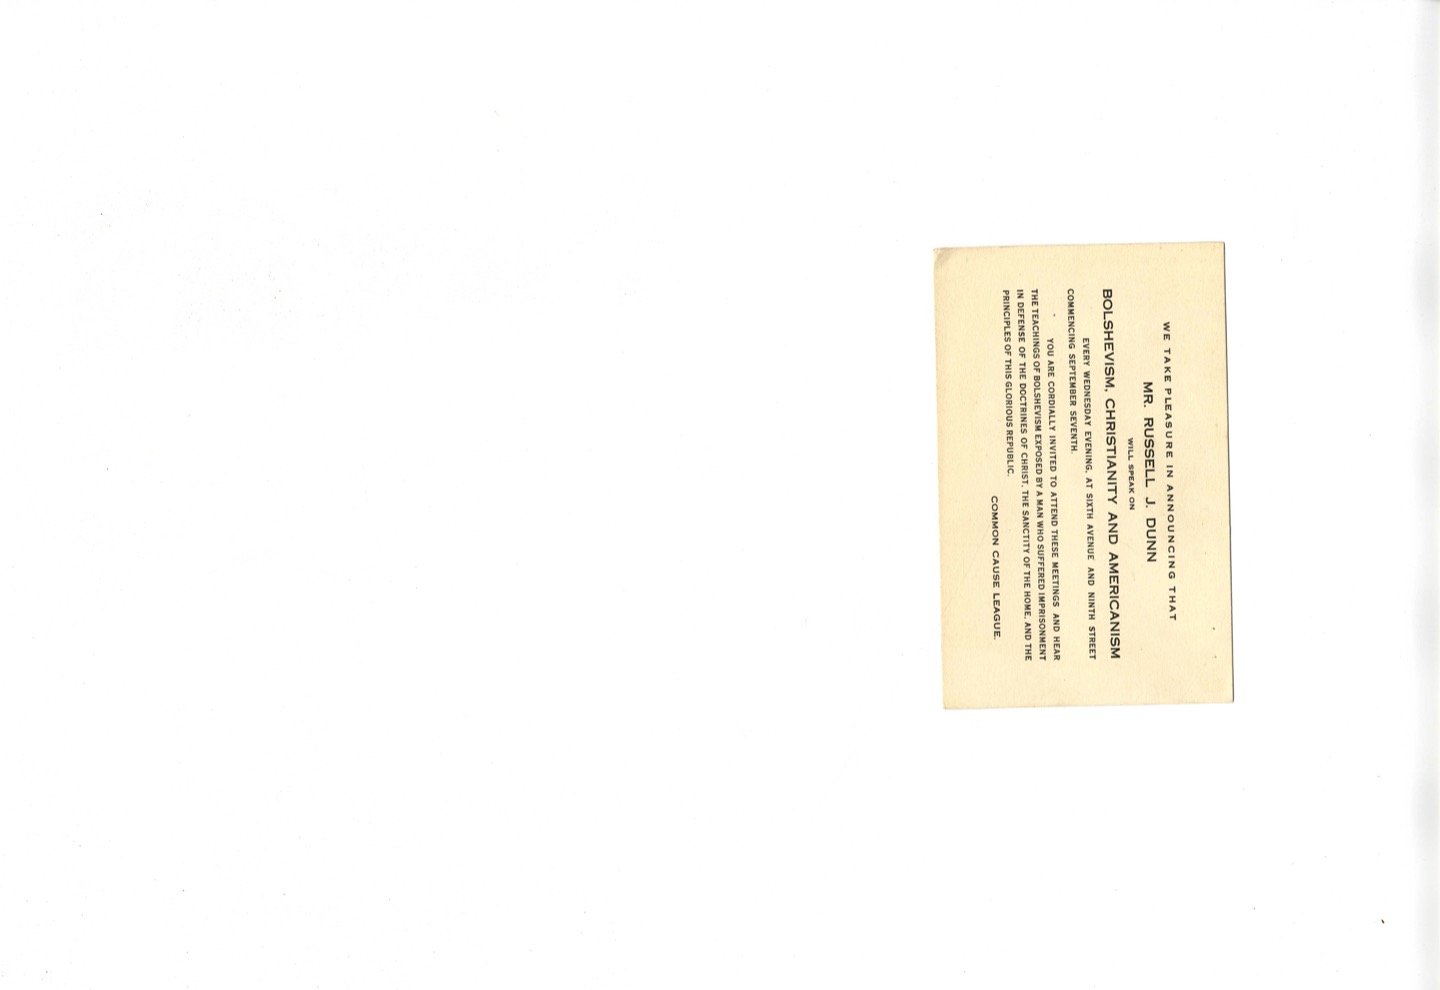 WE TAKE PLEASURE IN ANNOUNCING THAT
MR. RUSSELL J. DUNN
WILL SPEAK ON
BOLSHEVISM, CHRISTIANITY AND AMERICANISM
EVERY WEDNESDAY EVENING, AT SIXTH AVENUE AND NINTH STREET
COMMENCING SEPTEMBER SEVENTH.
YOU ARE CORDIALLY INVITED TO ATTEND THESE MEETINGS AND HEAR
THE TEACHINGS OF BOLSHEVISM EXPOSED BY A MAN WHO SUFFERED IMPRISONMENT
IN DEFENSE OF THE DOCTRINES OF CHRIST, THE SANCTITY OF THE HOME, AND THE
PRINCIPLES OF THIS GLORIOUS REPUBLIC.
COMMON CAUSE LEAGUE.